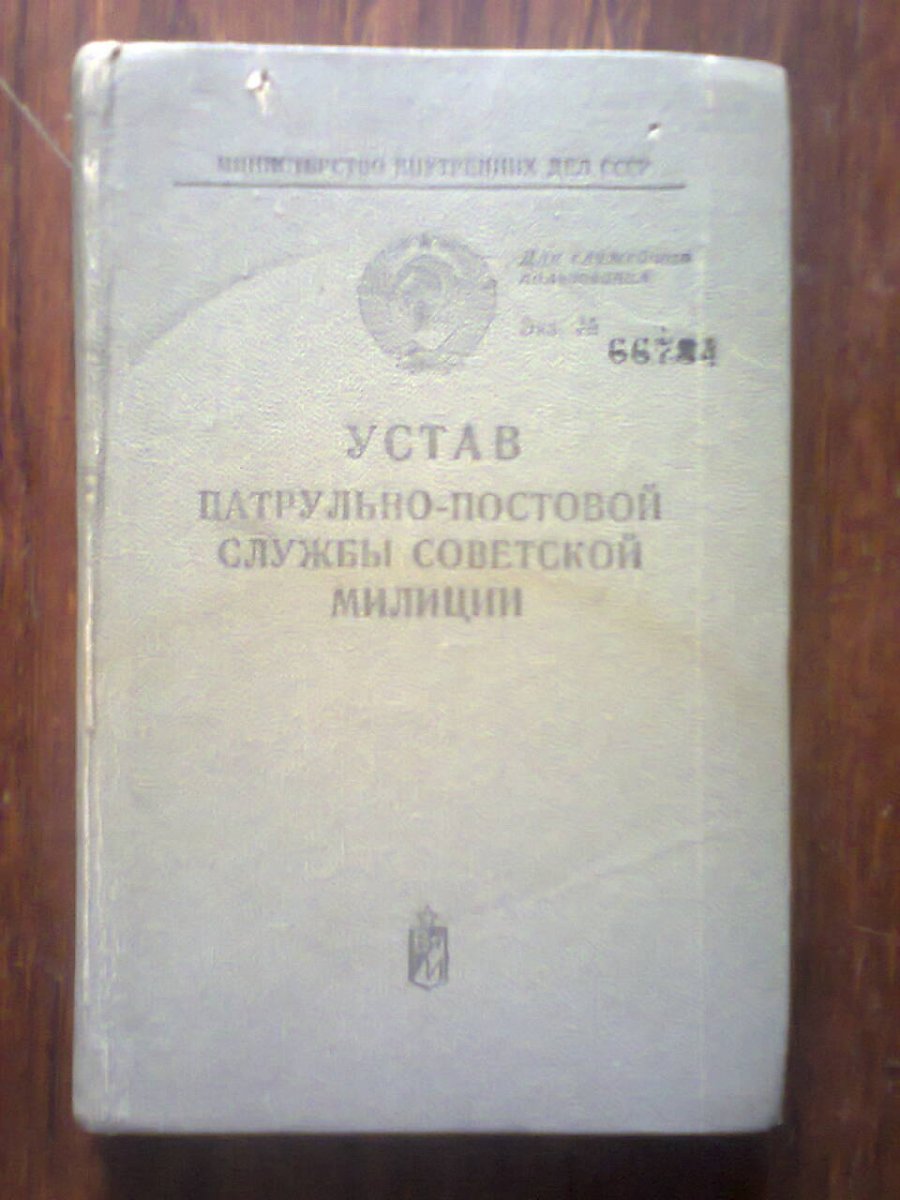 МИНИСТЕРСТВО ВНУТРЕННИХ ДЕЛ СССР
Для служебного
пользования
Экз. №
УСТАВ
ПАТРУЛЬНО-ПОСТОВОЙ
СЛУЖБЫ СОВЕТСКОЙ
МИЛИЦИИ